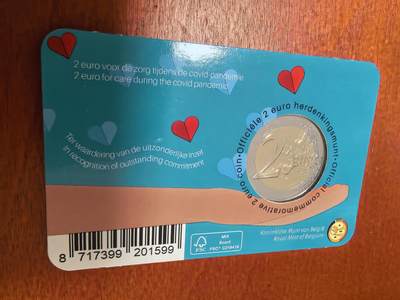 2 euro voor de zorg tijdens de covid pandemie
2 euro for care during the covid pandemic
2 euro coin-Officiële 2 euro herdenkingsmunt-Official commemorative
Ter waardering van de uitzonderlijke inzet
In recognition of outstanding commitment
2 EURO
Koninklijke Munt van België
Royal Mint of Belgium
FSC
MIX
Board
8 717399 201599